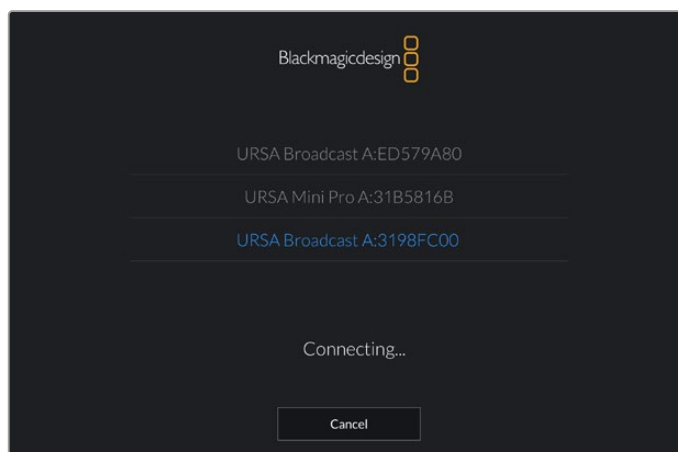 Blackmagicdesign
URSA Broadcast A:ED579A80
URSA Mini Pro A:31B5816B
URSA Broadcast A:3198FC00
Connecting...
Cancel